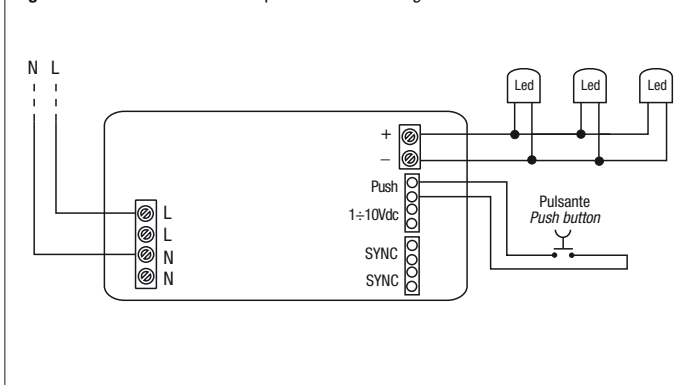 N L
Led Led Led
+
–
Push
1÷10Vdc
Pulsante
Push button
L
L
N
N
SYNC
SYNC